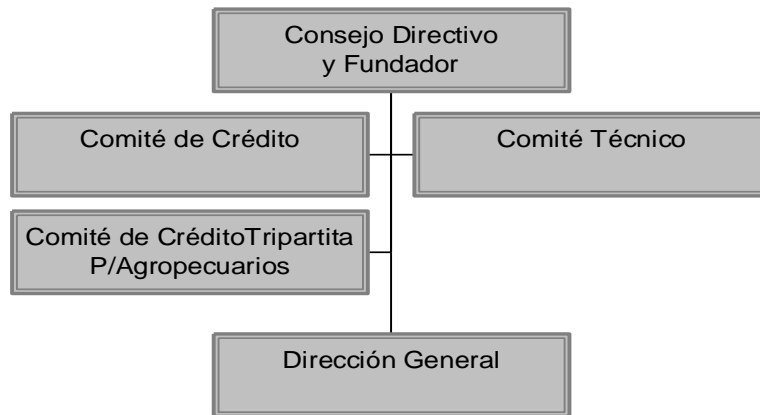 Consejo Directivo
y Fundador
Comité de Crédito
Comité Técnico
Comité de CréditoTripartita
P/Agropecuarios
Dirección General